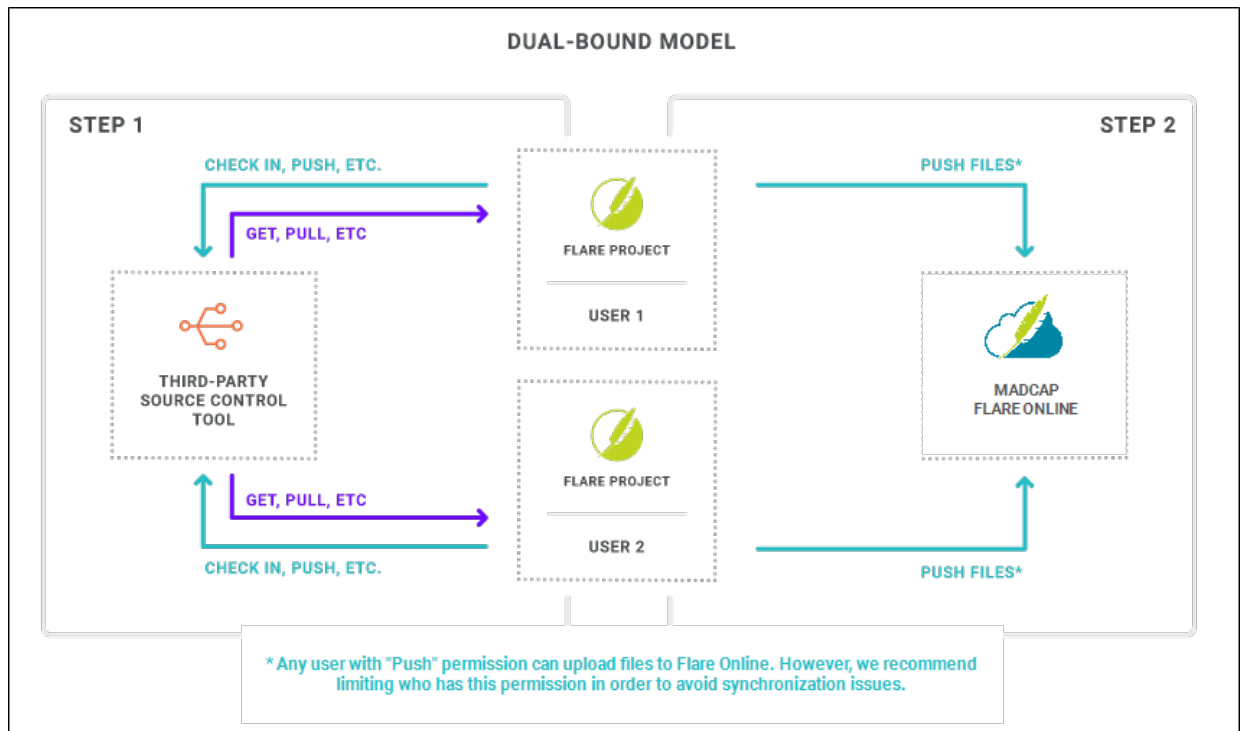 DUAL-BOUND MODEL
STEP 1
STEP 2
CHECK IN, PUSH, ETC.
GET, PULL, ETC
PUSH FILES*
FLARE PROJECT
USER 1
THIRD-PARTY
SOURCE CONTROL
TOOL
MADCAP
FLARE ONLINE
FLARE PROJECT
USER 2
GET, PULL, ETC
CHECK IN, PUSH, ETC.
PUSH FILES*
* Any user with "Push" permission can upload files to Flare Online. However, we recommend
limiting who has this permission in order to avoid synchronization issues.